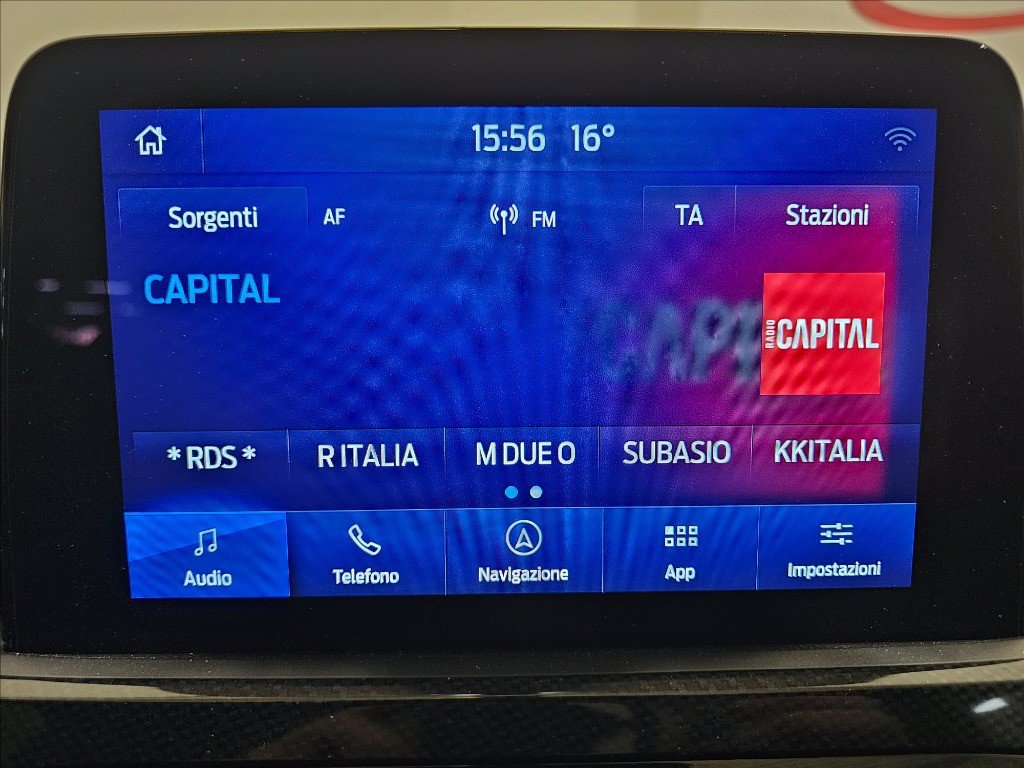 15:56 16°
Sorgenti AF FM TA Stazioni
CAPITAL
RADIO CAPITAL
*RDS* R ITALIA M DUE O SUBASIO KKITALIA
Audio Telefono Navigazione App Impostazioni